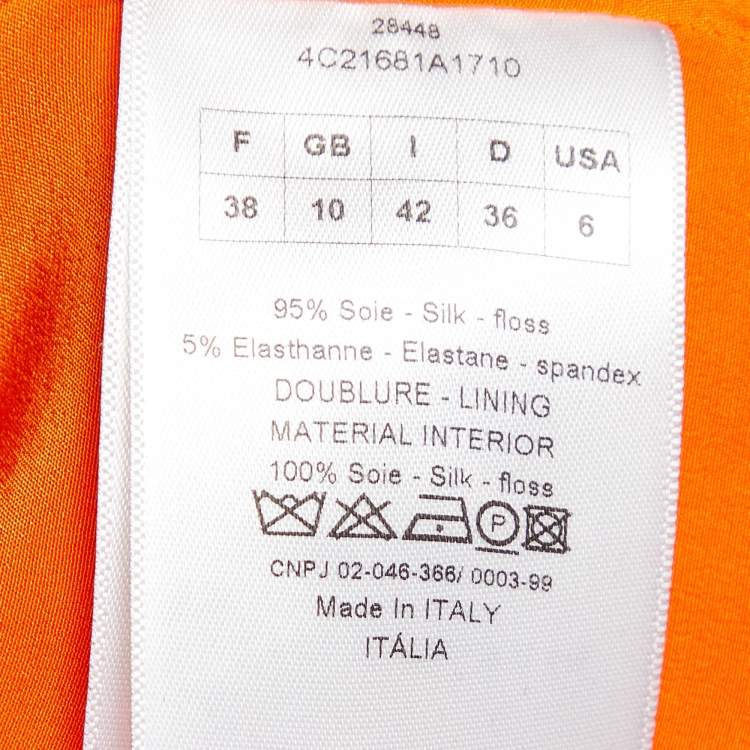 28448
4C21681A1710
F GB I D USA
38 10 42 36 6
95% Soie - Silk - floss
5% Elasthanne - Elastane - spandex
DOUBLURE - LINING
MATERIAL INTERIOR
100% Soie - Silk - floss
P
CNPJ 02-046-366/ 0003-99
Made In ITALY
ITÁLIA